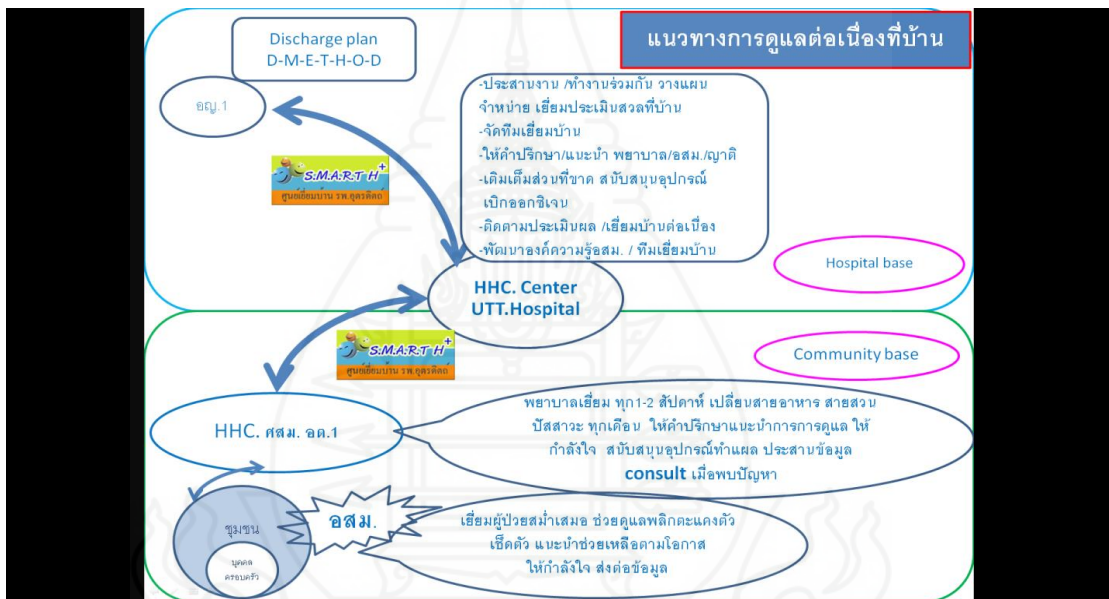 แนวทางการดูแลต่อเนื่องที่บ้าน
Discharge plan
D-M-E-T-H-O-D
อญ.1
-ประสานงาน /ทำงานร่วมกัน วางแผน
จำหน่าย เยี่ยมประเมินสวลที่บ้าน
-จัดทีมเยี่ยมบ้าน
-ให้คำปรึกษา/แนะนำ พยาบาล/อสม./ญาติ
-เติมเต็มส่วนที่ขาด สนับสนุนอุปกรณ์
เบิกออกซิเจน
-ติดตามประเมินผล /เยี่ยมบ้านต่อเนื่อง
-พัฒนาองค์ความรู้อสม. / ทีมเยี่ยมบ้าน
S.M.A.R.T H+
ศูนย์เยี่ยมบ้าน รพ.อุตรดิตถ์
Hospital base
HHC. Center
UTT.Hospital
S.M.A.R.T H+
ศูนย์เยี่ยมบ้าน รพ.อุตรดิตถ์
Community base
HHC. ศสม. อต.1
พยาบาลเยี่ยม ทุก1-2 สัปดาห์ เปลี่ยนสายอาหาร สายสวน
ปัสสาวะ ทุกเดือน ให้คำปรึกษาแนะนำการการดูแล ให้
กำลังใจ สนับสนุนอุปกรณ์ทำแผล ประสานข้อมูล
consult เมื่อพบปัญหา
ชุมชน
บุคคล
ครอบครัว
อสม.
เยี่ยมผู้ป่วยสม่ำเสมอ ช่วยดูแลพลิกตะแคงตัว
เช็ดตัว แนะนำช่วยเหลือตามโอกาส
ให้กำลังใจ ส่งต่อข้อมูล